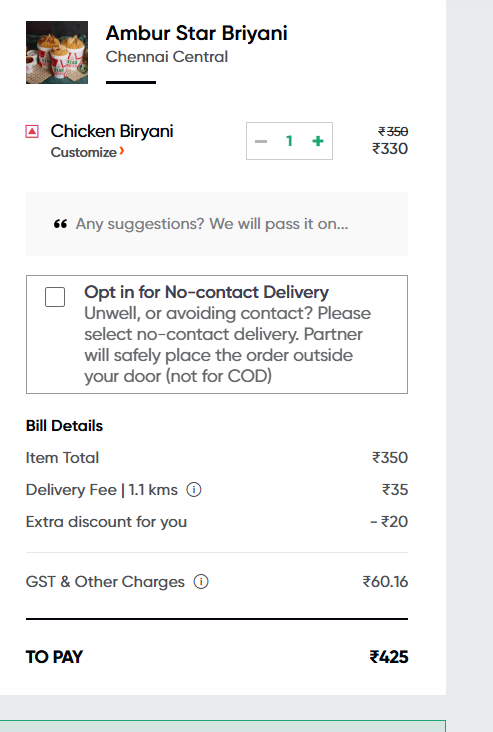 Ambur Star Briyani
Chennai Central
Chicken Biryani
Customize ›
− 1 +
₹350
₹330
❝ Any suggestions? We will pass it on...
Opt in for No-contact Delivery
Unwell, or avoiding contact? Please
select no-contact delivery. Partner
will safely place the order outside
your door (not for COD)
Bill Details
Item Total ₹350
Delivery Fee | 1.1 kms ⓘ ₹35
Extra discount for you - ₹20
GST & Other Charges ⓘ ₹60.16
TO PAY ₹425